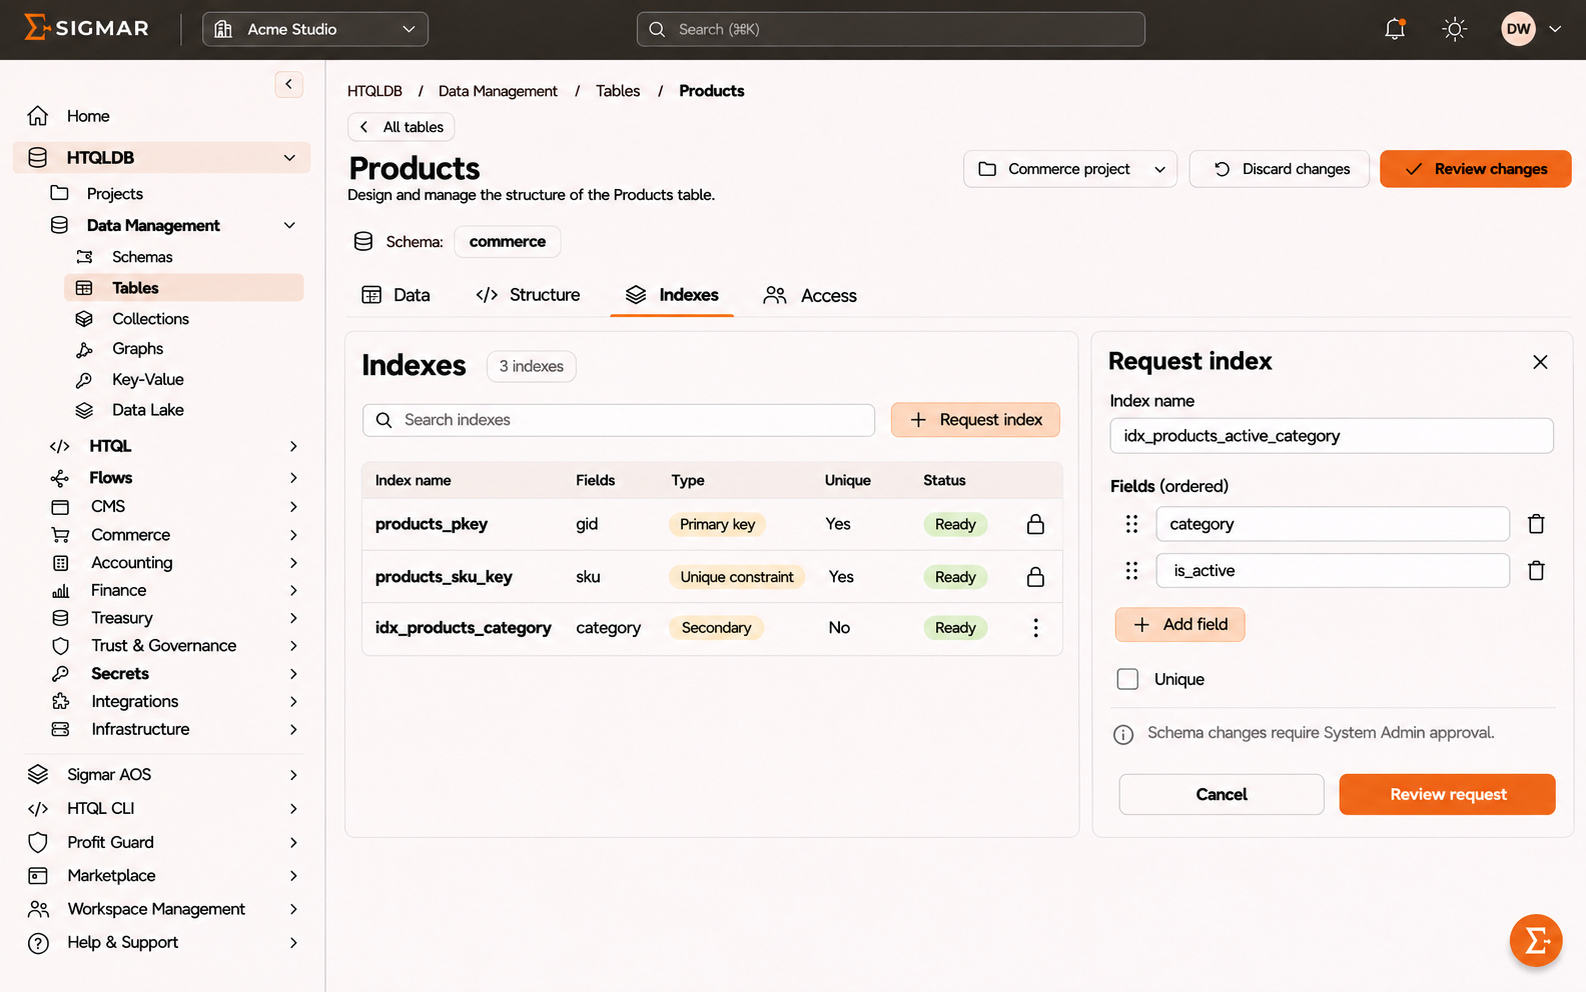 SIGMAR
Acme Studio
Search (⌘K)
DW
Home
HTQLDB
Projects
Data Management
Schemas
Tables
Collections
Graphs
Key-Value
Data Lake
HTQL
Flows
CMS
Commerce
Accounting
Finance
Treasury
Trust & Governance
Secrets
Integrations
Infrastructure
Sigmar AOS
HTQL CLI
Profit Guard
Marketplace
Workspace Management
Help & Support
HTQLDB / Data Management / Tables / Products
All tables
Products
Design and manage the structure of the Products table.
Commerce project
Discard changes
Review changes
Schema: commerce
Data
Structure
Indexes
Access
Indexes
3 indexes
Search indexes
Request index
Index name Fields Type Unique Status
products_pkey gid Primary key Yes Ready
products_sku_key sku Unique constraint Yes Ready
idx_products_category category Secondary No Ready
Request index
Index name
idx_products_active_category
Fields (ordered)
category
is_active
Add field
Unique
Schema changes require System Admin approval.
Cancel
Review request